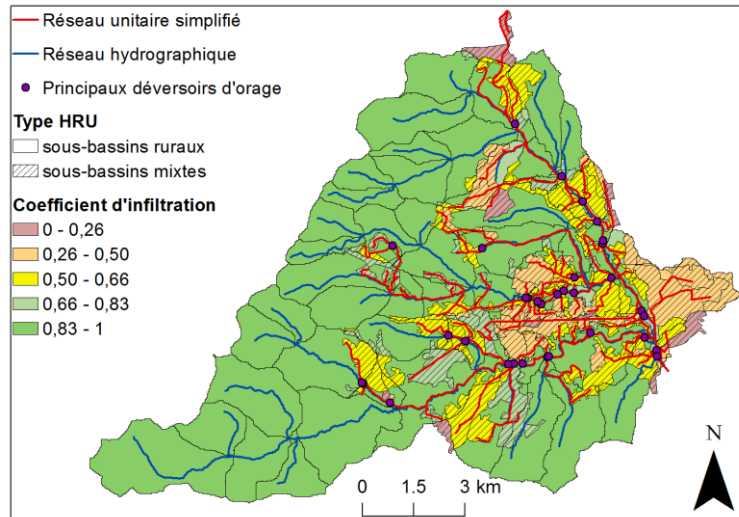 Réseau unitaire simplifié
Réseau hydrographique
Principaux déversoirs d'orage
Type HRU
sous-bassins ruraux
sous-bassins mixtes
Coefficient d'infiltration
0 - 0,26
0,26 - 0,50
0,50 - 0,66
0,66 - 0,83
0,83 - 1
N
0 1.5 3 km